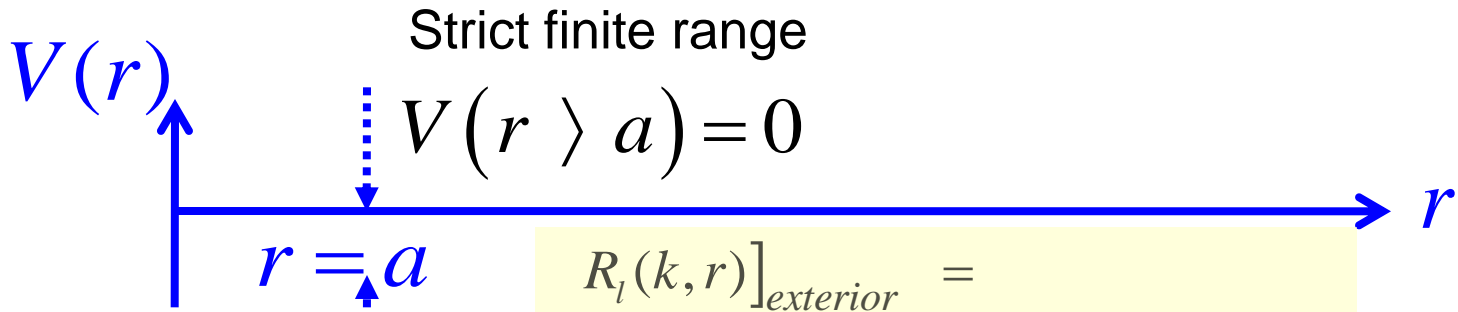 Strict finite range
V(r)
V(r ⟩ a) = 0
r
r = a
R_l(k, r)]_exterior =